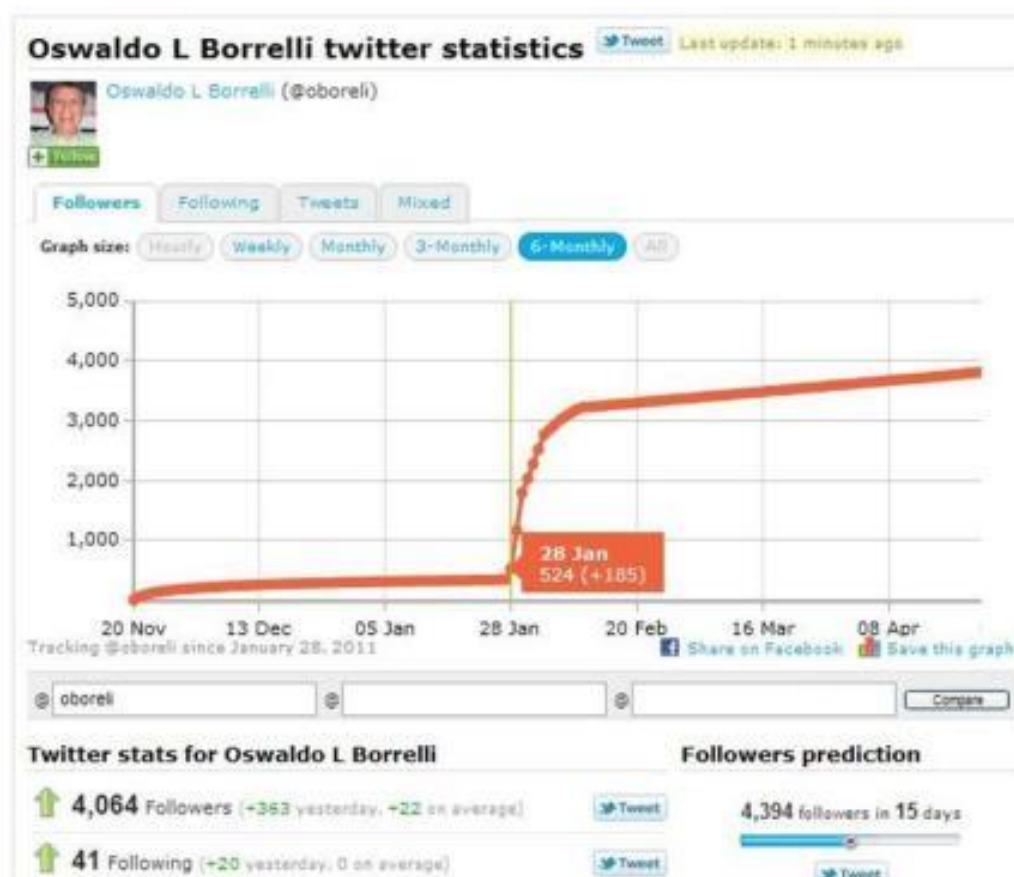 Oswaldo L Borrelli twitter statistics Tweet Last update: 1 minutes ago
Oswaldo L Borrelli (@oboreli)
+ Follow
Followers Following Tweets Mixed
Graph size: Hourly Weekly Monthly 3-Monthly 6-Monthly All
5,000
4,000
3,000
2,000
1,000
28 Jan
524 (+185)
20 Nov 13 Dec 05 Jan 28 Jan 20 Feb 16 Mar 08 Apr
Tracking @oboreli since January 28, 2011 Share on Facebook Save this graph
@ oboreli @ @ Compare
Twitter stats for Oswaldo L Borrelli Followers prediction
4,064 Followers (+363 yesterday, +22 on average) Tweet 4,394 followers in 15 days
41 Following (+20 yesterday, 0 on average) Tweet Tweet